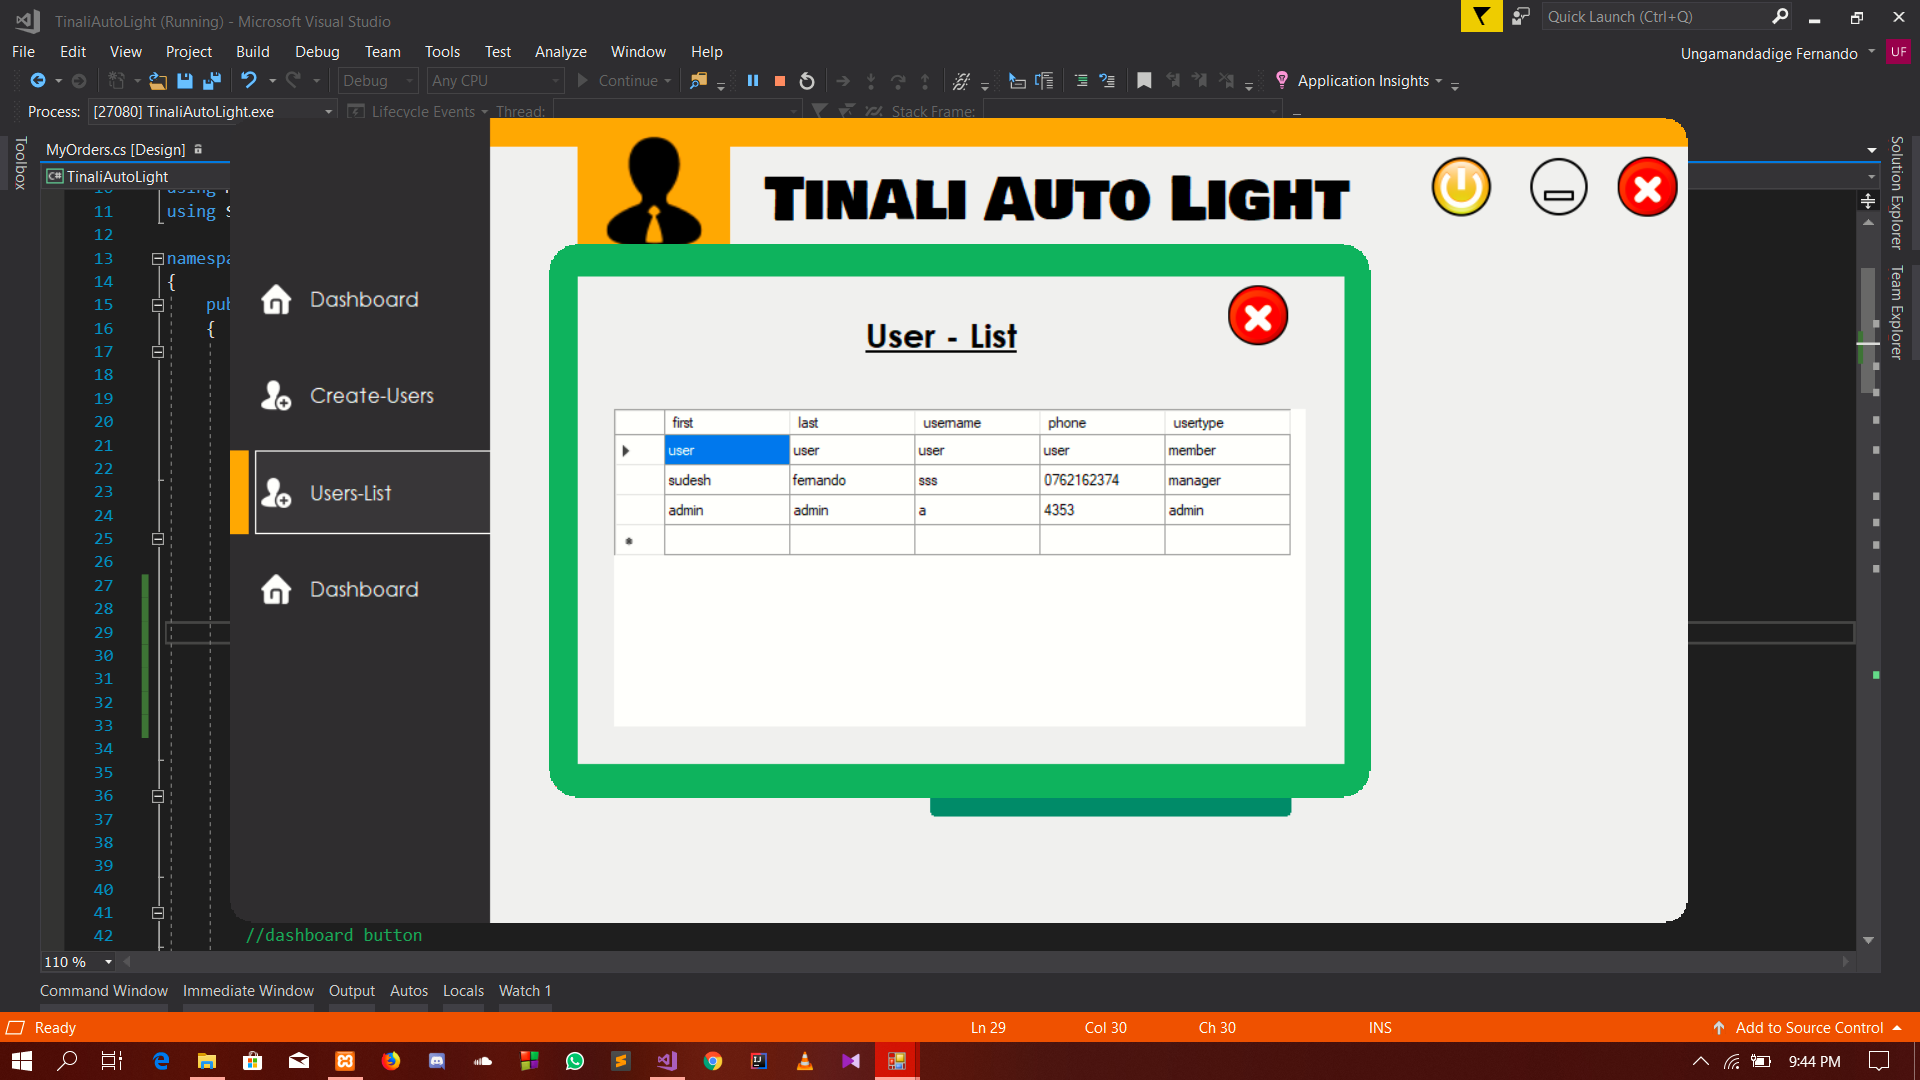 TinaliAutoLight (Running) - Microsoft Visual Studio
Quick Launch (Ctrl+Q)
File Edit View Project Build Debug Team Tools Test Analyze Window Help
Ungamandadige Fernando UF
Debug Any CPU Continue Application Insights
Process: [27080] TinaliAutoLight.exe Lifecycle Events Thread: Stack Frame:
Toolbox
MyOrders.cs [Design]
C# TinaliAutoLight
Solution Explorer
Team Explorer
11 using
12
13 namespa
14 {
15 pub
16 {
17
18
19
20
21
22
23
24
25
26
27
28
29
30
31
32
33
34
35
36
37
38
39
40
41
42 //dashboard button
TINALI AUTO LIGHT
Dashboard
Create-Users
Users-List
Dashboard
User - List
first last username phone usertype
user user user user member
sudesh fernando sss 0762162374 manager
admin admin a 4353 admin
110 %
Command Window Immediate Window Output Autos Locals Watch 1
Ready Ln 29 Col 30 Ch 30 INS Add to Source Control
9:44 PM